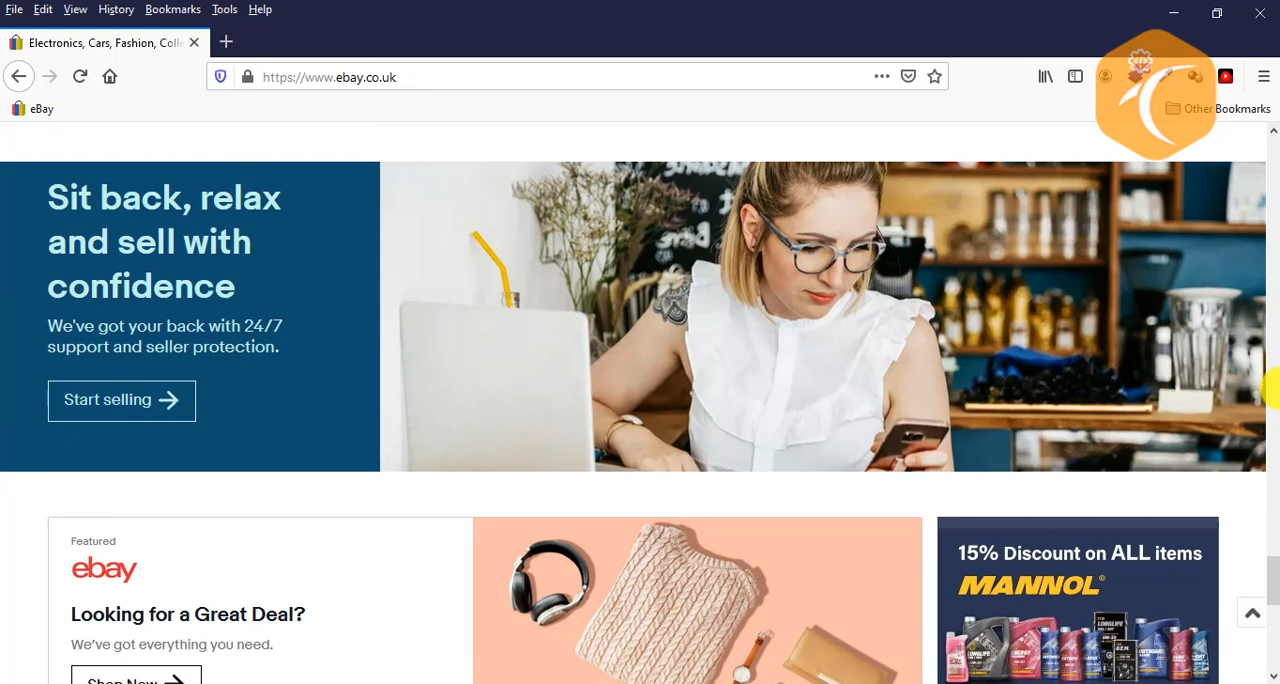 File Edit View History Bookmarks Tools Help
Electronics, Cars, Fashion, Colle
https://www.ebay.co.uk
eBay
Other Bookmarks
Sit back, relax
and sell with
confidence
We've got your back with 24/7
support and seller protection.
Start selling
Featured
ebay
Looking for a Great Deal?
We've got everything you need.
Shop Now
15% Discount on ALL items
MANNOL®